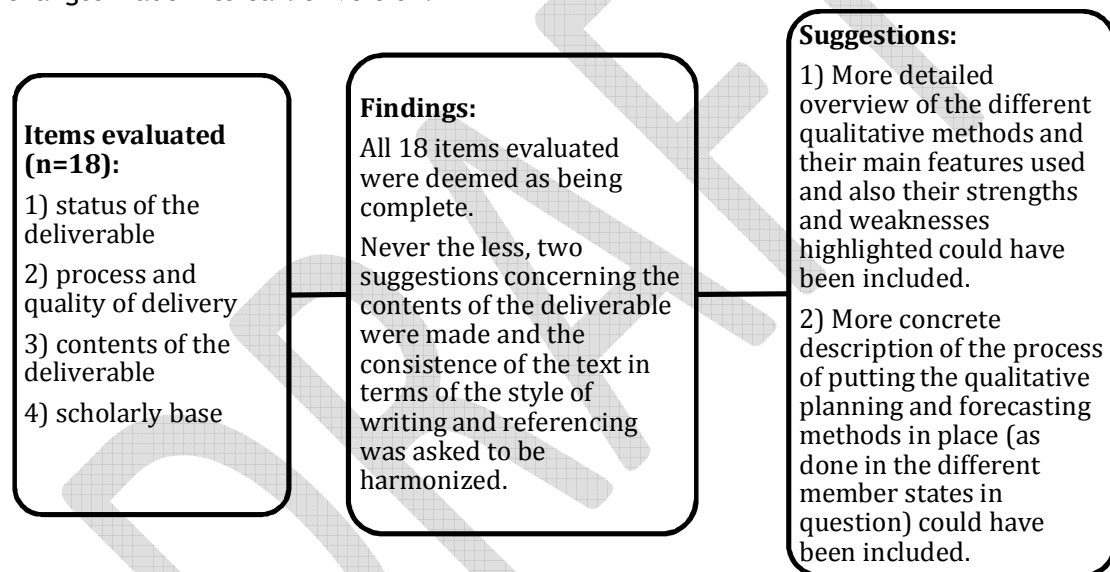 Items evaluated
(n=18):
1) status of the
deliverable
2) process and
quality of delivery
3) contents of the
deliverable
4) scholarly base
Findings:
All 18 items evaluated
were deemed as being
complete.
Never the less, two
suggestions concerning the
contents of the deliverable
were made and the
consistence of the text in
terms of the style of
writing and referencing
was asked to be
harmonized.
Suggestions:
1) More detailed
overview of the different
qualitative methods and
their main features used
and also their strengths
and weaknesses
highlighted could have
been included.
2) More concrete
description of the process
of putting the qualitative
planning and forecasting
methods in place (as
done in the different
member states in
question) could have
been included.
DRAFT